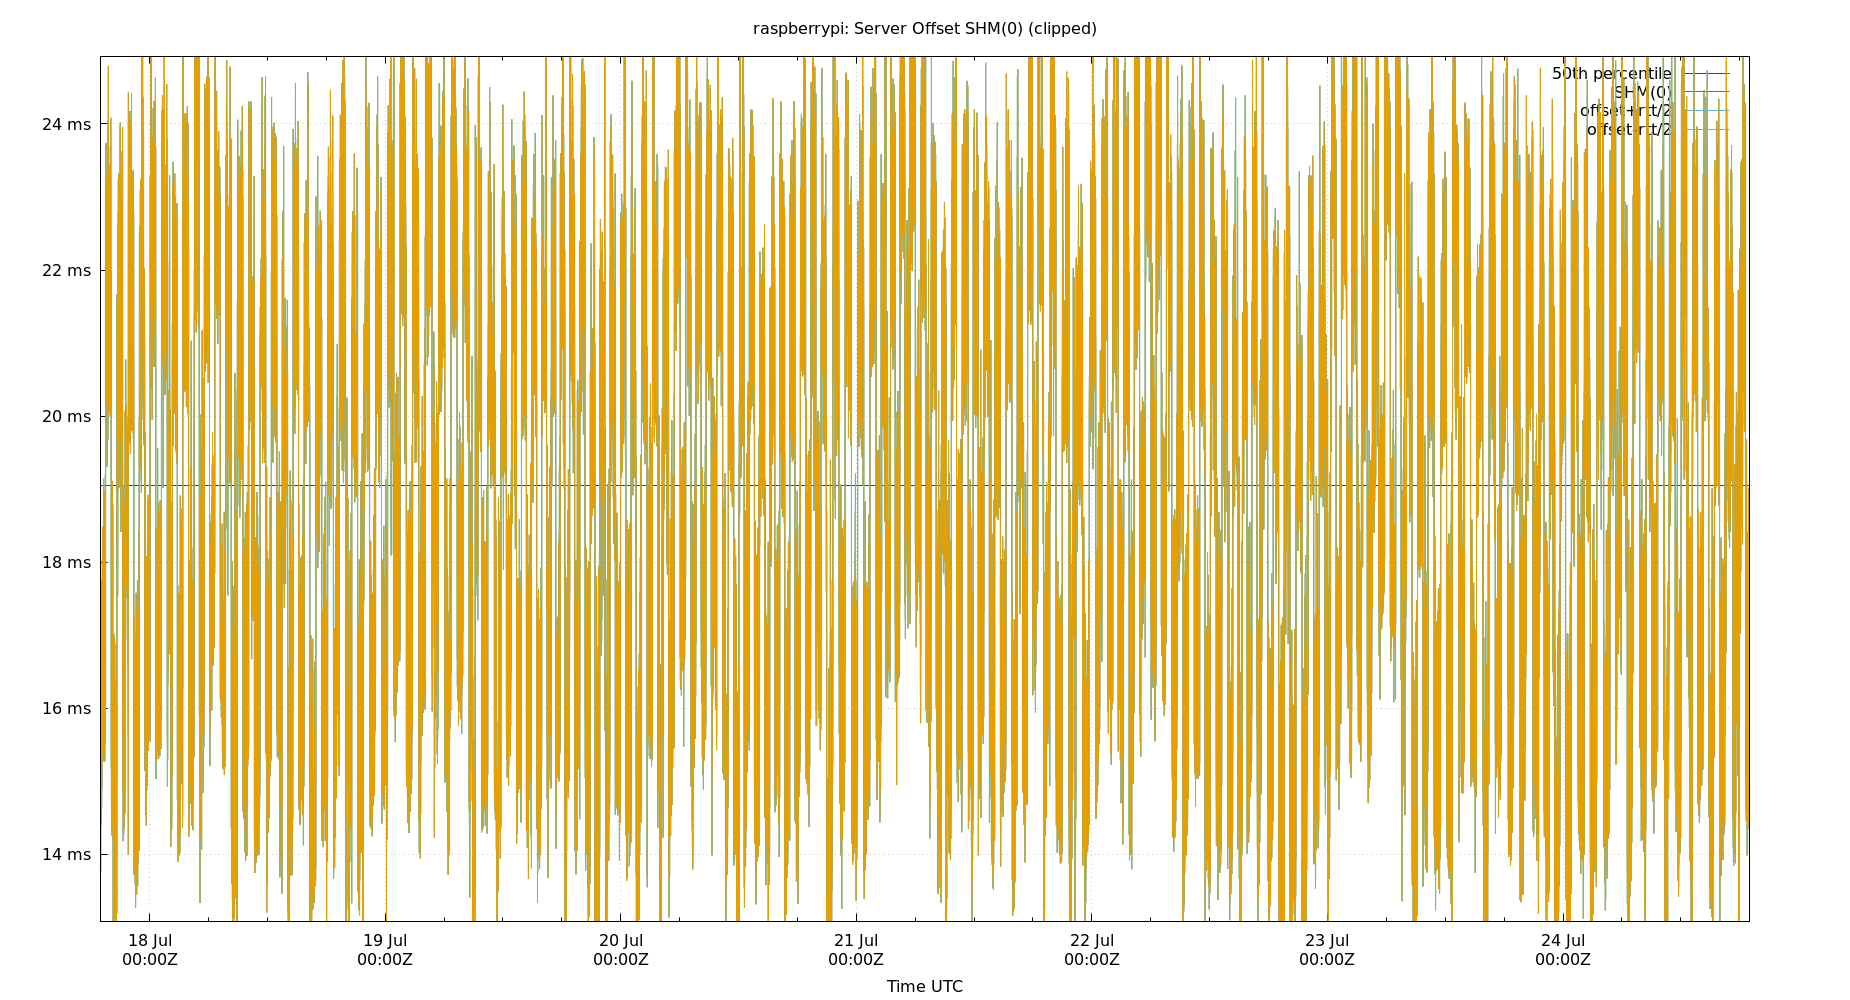 raspberrypi: Server Offset SHM(0) (clipped)
50th percentile
SHM(0)
offset+rtt/2
offset-rtt/2
24 ms
22 ms
20 ms
18 ms
16 ms
14 ms
18 Jul 19 Jul 20 Jul 21 Jul 22 Jul 23 Jul 24 Jul
00:00Z 00:00Z 00:00Z 00:00Z 00:00Z 00:00Z 00:00Z
Time UTC